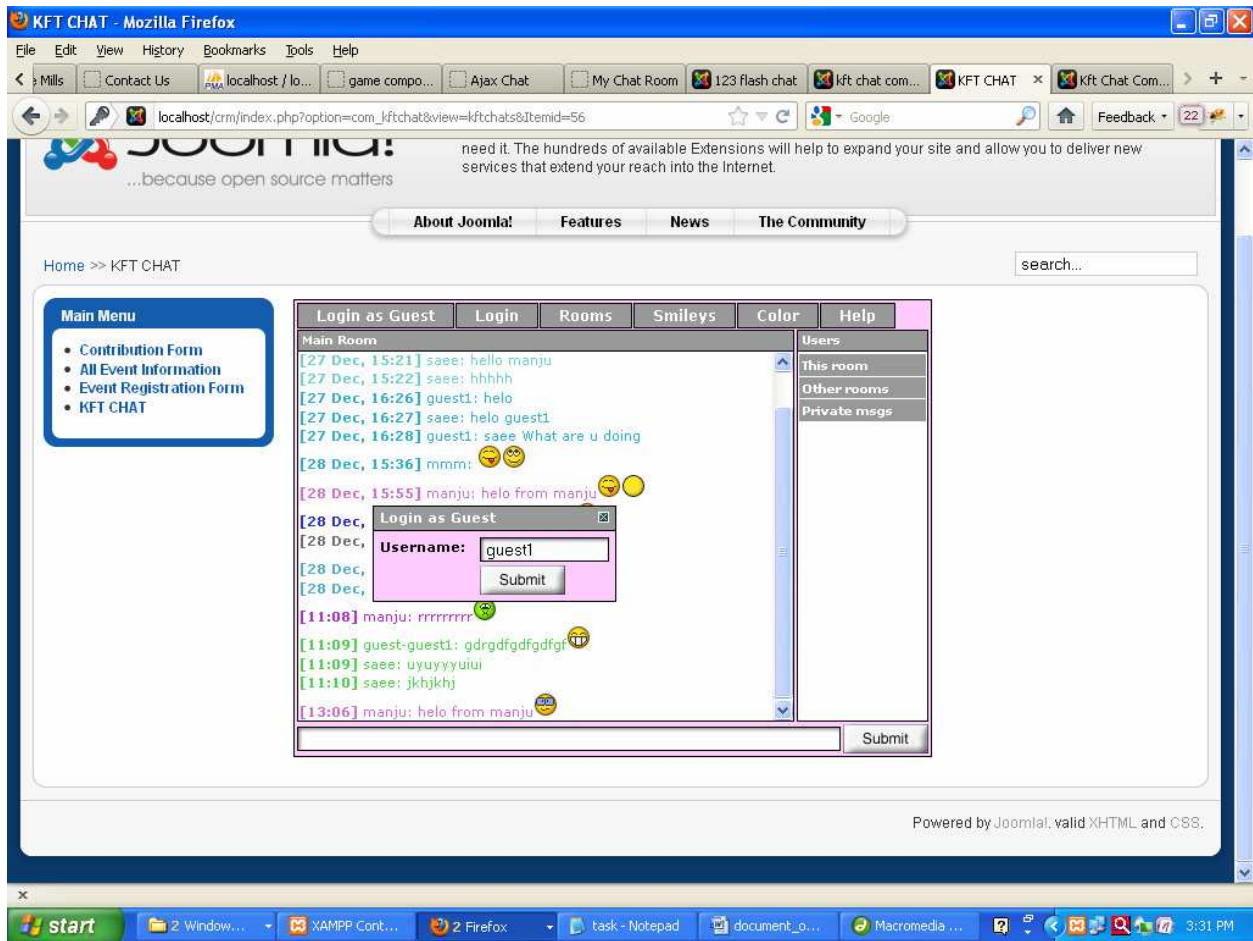 KFT CHAT - Mozilla Firefox
File Edit View History Bookmarks Tools Help
Mills Contact Us localhost / lo... game compo... Ajax Chat My Chat Room 123 flash chat kft chat com... KFT CHAT Kft Chat Com...
localhost/crm/index.php?option=com_kftchat&view=kftchats&Itemid=56 Google Feedback 22
Joomla! need it. The hundreds of available Extensions will help to expand your site and allow you to deliver new
...because open source matters services that extend your reach into the Internet.
About Joomla! Features News The Community
Home >> KFT CHAT search...
Main Menu
Contribution Form
All Event Information
Event Registration Form
KFT CHAT
Login as Guest Login Rooms Smileys Color Help
Main Room Users
[27 Dec, 15:21] saee: hello manju
[27 Dec, 15:22] saee: hhhhh
[27 Dec, 16:26] guest1: helo
[27 Dec, 16:27] saee: helo guest1
[27 Dec, 16:28] guest1: saee What are u doing
[28 Dec, 15:36] mmm:
[28 Dec, 15:55] manju: helo from manju
[28 Dec,
[28 Dec,
[28 Dec,
[28 Dec,
[11:08] manju: rrrrrrrrr
[11:09] guest-guest1: gdrgdfgdfgdfgf
[11:09] saee: uyuyyyuiui
[11:10] saee: jkhjkhj
[13:06] manju: helo from manju
This room
Other rooms
Private msgs
Login as Guest
Username: guest1
Submit
Submit
Powered by Joomla!. valid XHTML and CSS.
start 2 Window... XAMPP Cont... 2 Firefox task - Notepad document_o... Macromedia ... 3:31 PM